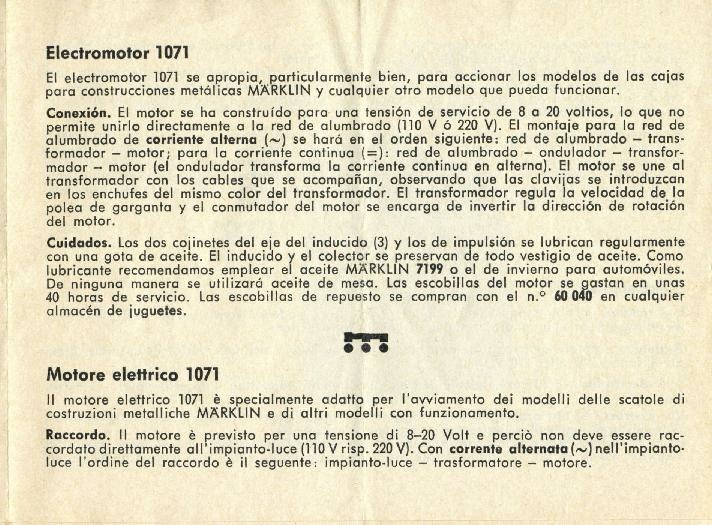 Electromotor 1071
El electromotor 1071 se apropia, particularmente bien, para accionar los modelos de las cajas
para construcciones metálicas MÄRKLIN y cualquier otro modelo que pueda funcionar.
Conexión. El motor se ha construído para una tensión de servicio de 8 a 20 voltios, lo que no
permite unirlo directamente a la red de alumbrado (110 V ó 220 V). El montaje para la red de
alumbrado de corriente alterna (~) se hará en el orden siguiente: red de alumbrado – trans-
formador – motor; para la corriente continua (=): red de alumbrado – ondulador – transfor-
mador – motor (el ondulador transforma la corriente continua en alterna). El motor se une al
transformador con los cables que se acompañan, observando que las clavijas se introduzcan
en los enchufes del mismo color del transformador. El transformador regula la velocidad de la
polea de garganta y el conmutador del motor se encarga de invertir la dirección de rotación
del motor.
Cuidados. Los dos cojinetes del eje del inducido (3) y los de impulsión se lubrican regularmente
con una gota de aceite. El inducido y el colector se preservan de todo vestigio de aceite. Como
lubricante recomendamos emplear el aceite MÄRKLIN 7199 o el de invierno para automóviles.
De ninguna manera se utilizará aceite de mesa. Las escobillas del motor se gastan en unas
40 horas de servicio. Las escobillas de repuesto se compran con el n.° 60 040 en cualquier
almacén de juguetes.
Motore elettrico 1071
Il motore elettrico 1071 è specialmente adatto per l'avviamento dei modelli delle scatole di
costruzioni metalliche MÄRKLIN e di altri modelli con funzionamento.
Raccordo. Il motore è previsto per una tensione di 8–20 Volt e perciò non deve essere rac-
cordato direttamente all'impianto-luce (110 V risp. 220 V). Con corrente alternata (~) nell'impianto-
luce l'ordine del raccordo è il seguente: impianto-luce – trasformatore – motore.